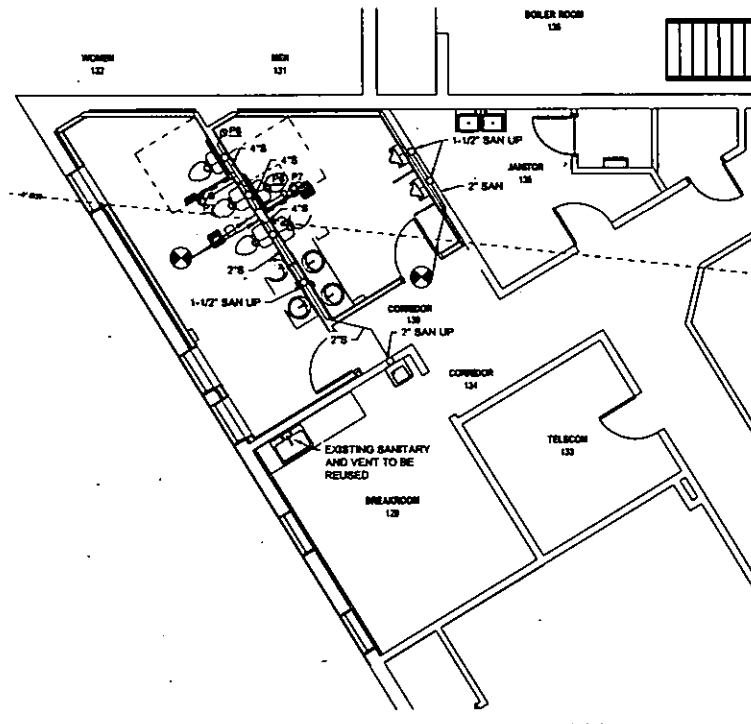 BOILER ROOM
136
WOMEN
132
MEN
131
P6
4"S
4"S
P7
4"S
1-1/2" SAN UP
JANITOR
135
2" SAN
2"S
1-1/2" SAN UP
CORRIDOR
2"S
2" SAN UP
CORRIDOR
134
EXISTING SANITARY
AND VENT TO BE
REUSED
TELECOM
133
BREAKROOM
129